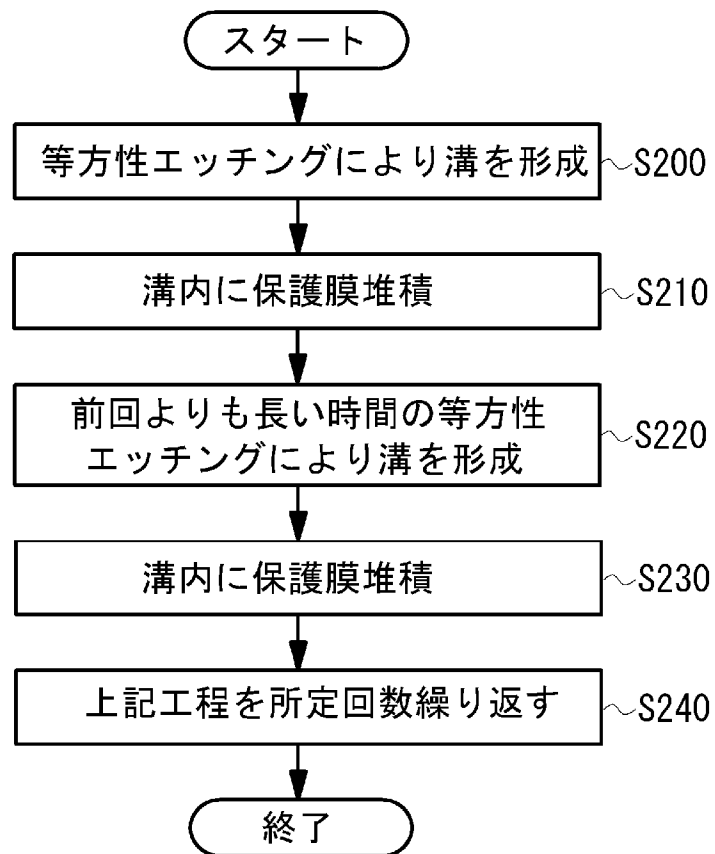 スタート
等方性エッチングにより溝を形成
S200
溝内に保護膜堆積
S210
前回よりも長い時間の等方性
エッチングにより溝を形成
S220
溝内に保護膜堆積
S230
上記工程を所定回数繰り返す
S240
終了